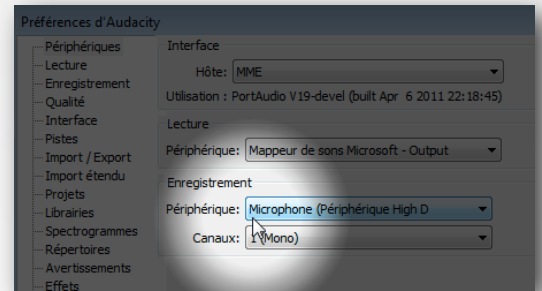 Préférences d'Audacity
Périphériques
Lecture
Enregistrement
Qualité
Interface
Pistes
Import / Export
Import étendu
Projets
Librairies
Spectrogrammes
Répertoires
Avertissements
Effets
Interface
Hôte: MME
Utilisation : PortAudio V19-devel (built Apr 6 2011 22:18:45)
Lecture
Périphérique: Mappeur de sons Microsoft - Output
Enregistrement
Périphérique: Microphone (Périphérique High D
Canaux: 1 (Mono)